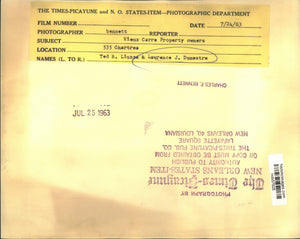 THE TIMES-PICAYUNE and N. O. STATES-ITEM—PHOTOGRAPHIC DEPARTMENT
FILM NUMBER 7/24/63
PHOTOGRAPHER bennett REPORTER
SUBJECT Vieux Carre Property owners
LOCATION 535 Chartres
NAMES (L. TO R.) Ted B. & Lawrence J. Dumestre
CHARLES F. BENNETT
JUL 25 1963
PHOTOGRAPH BY
The Times-Picayune
NEW ORLEANS STATES-ITEM
AUTHORITY TO PUBLISH
OR COPY MUST BE OBTAINED FROM
THE TIMES-PICAYUNE PUB. CO.
LAFAYETTE SQUARE
NEW ORLEANS 40, LOUISIANA